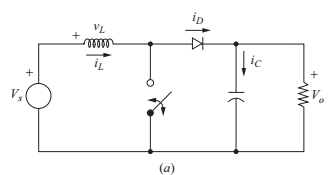 v_L
i_D
+
i_L
i_C
+
V_s
+
V_o
(a)